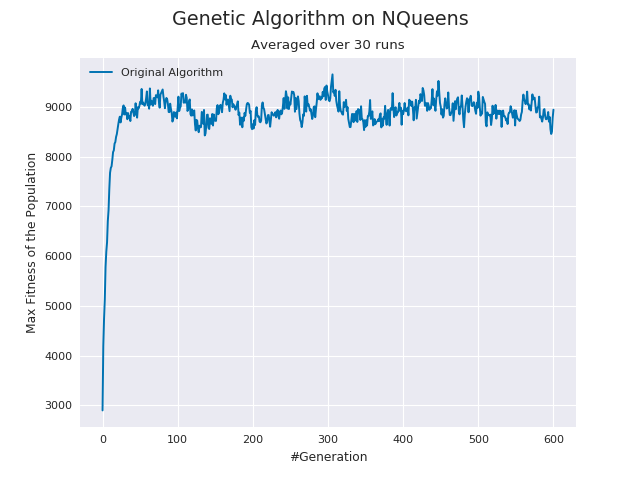 Genetic Algorithm on NQueens
Averaged over 30 runs
Original Algorithm
Max Fitness of the Population
9000
8000
7000
6000
5000
4000
3000
0 100 200 300 400 500 600
#Generation